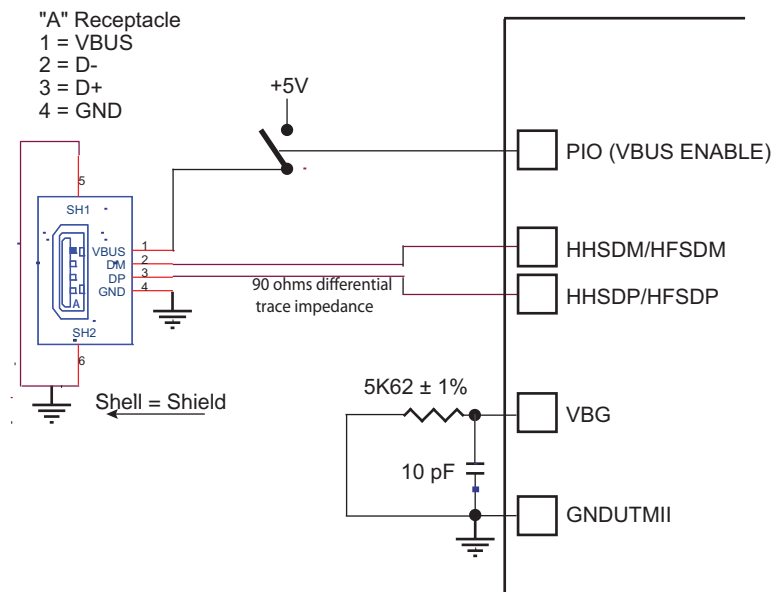 "A" Receptacle
1 = VBUS
2 = D-
3 = D+
4 = GND
+5V
PIO (VBUS ENABLE)
5
SH1
VBUS
1
DM
2
DP
3
GND
4
A
SH2
6
HHSDM/HFSDM
90 ohms differential
trace impedance
HHSDP/HFSDP
Shell = Shield
5K62 ± 1%
VBG
10 pF
GNDUTMII